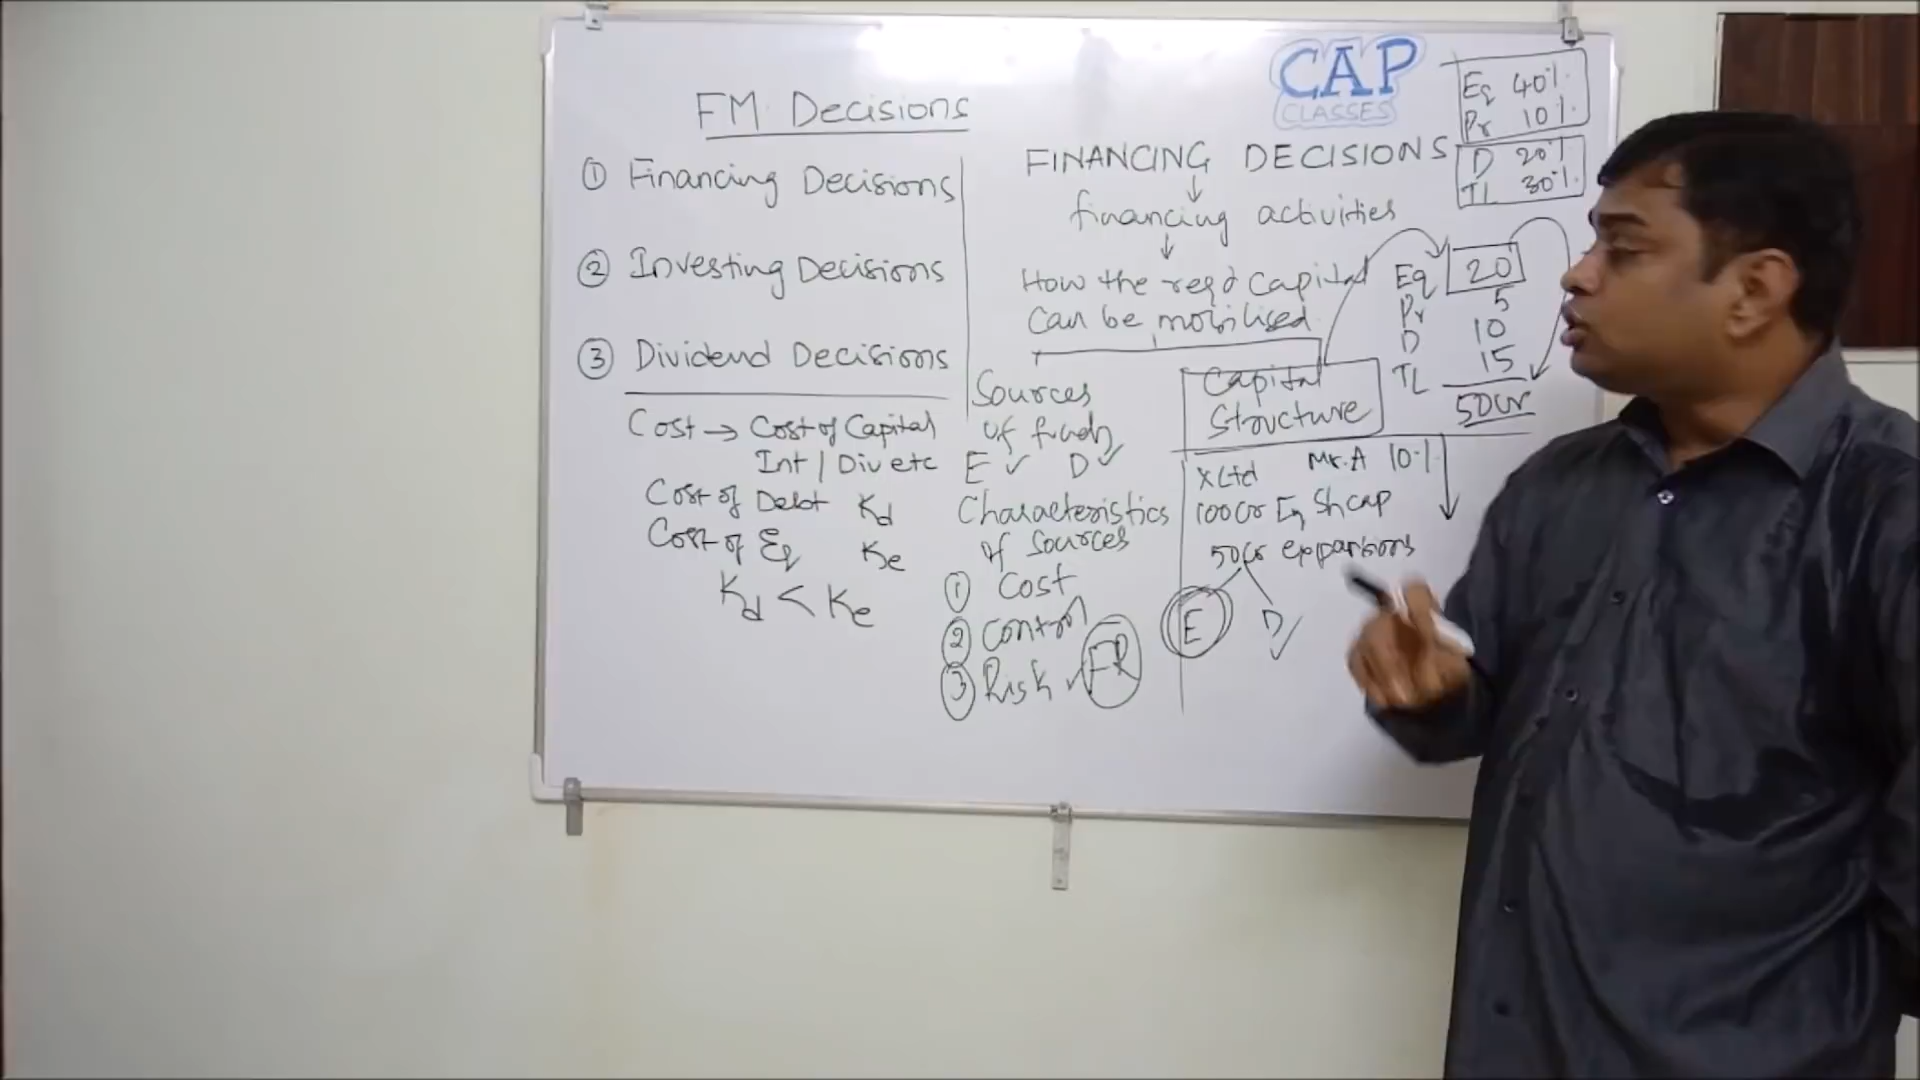 FM Decisions
① Financing Decisions
② Investing Decisions
③ Dividend Decisions
Cost → Cost of Capital
Int / Div etc
Cost of Debt Kd
Cost of Eq Ke
Kd < Ke
CAP
CLASSES
FINANCING DECISIONS
↓
financing activities
↓
How the reqd Capital
Can be mobilised
Sources
of funds
E ✓ D ✓
Characteristics
of Sources
① Cost
② Control
③ Risk ✓ FR
Capital
Structure
X Ltd Mr. A 10%
100Cr Eq Sh cap
50Cr expansions
E D ✓
Eq 40%
Pr 10%
D 20%
TL 30%
Eq 20
Pr 5
D 10
TL 15
50Cr